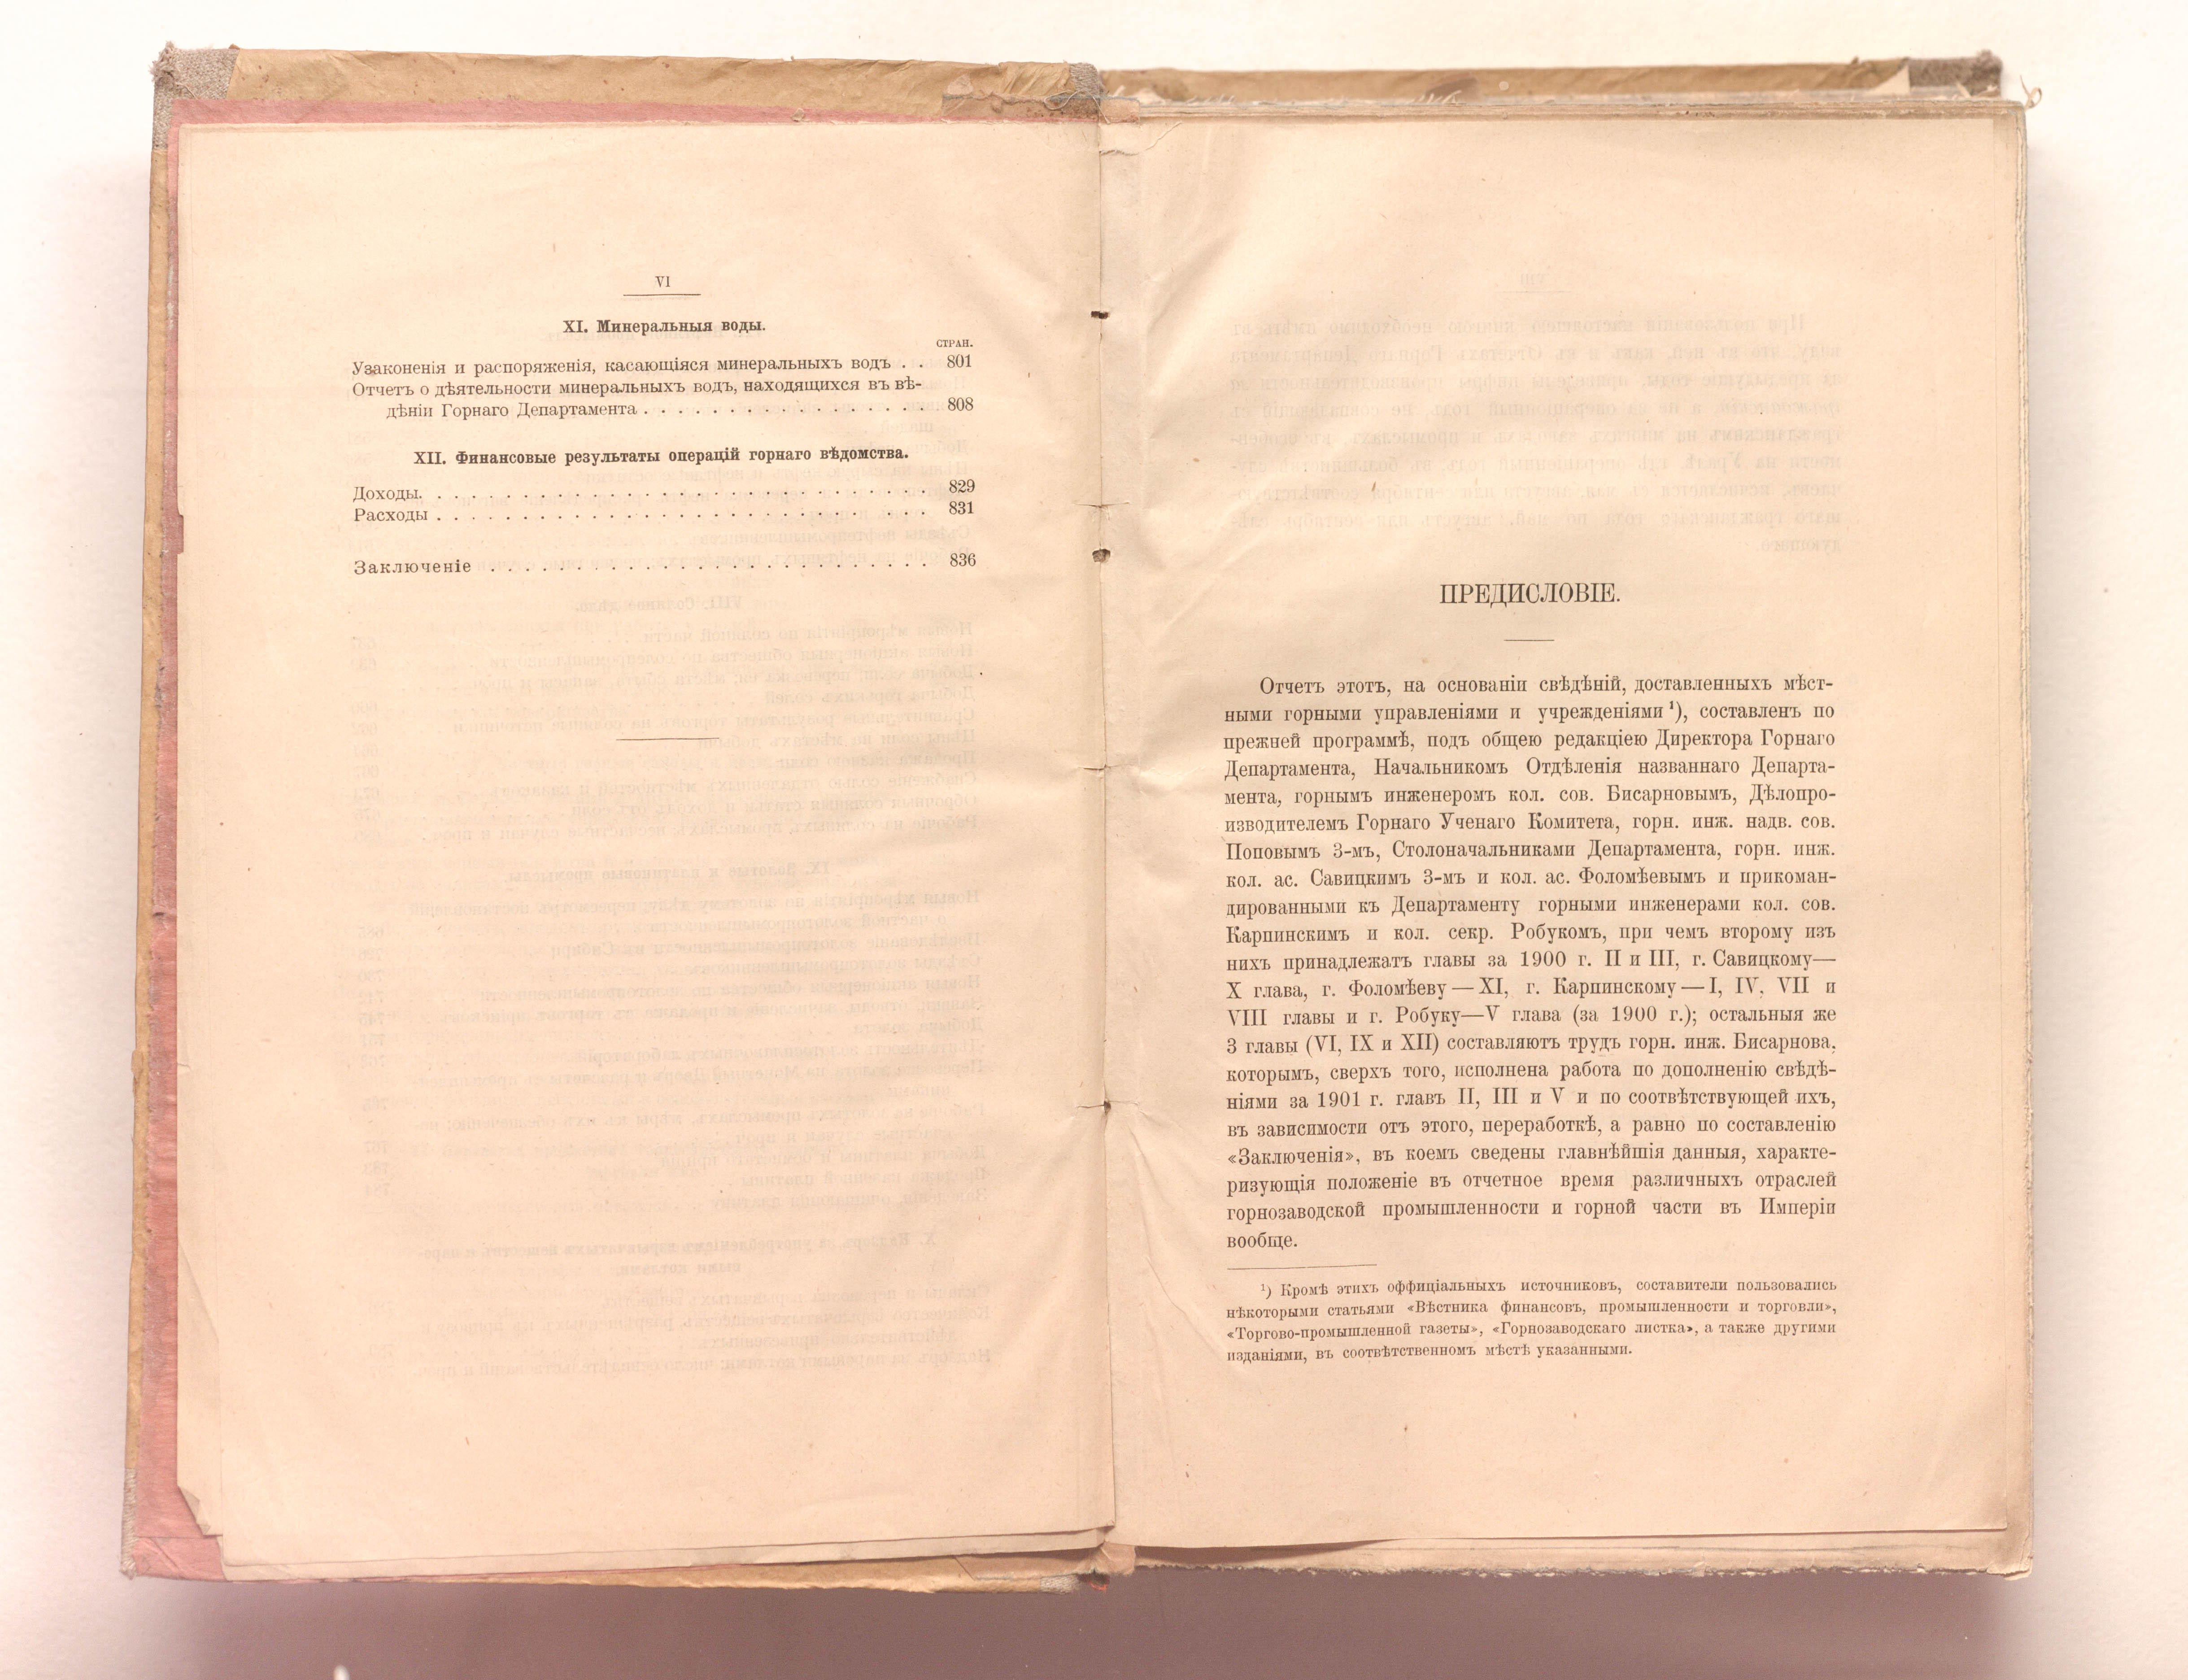 VI
XI. Минеральныя воды.
СТРАН.
Узаконенія и распоряженія, касающіяся минеральныхъ водъ . . 801
Отчетъ о дѣятельности минеральныхъ водъ, находящихся въ вѣ-
дѣніи Горнаго Департамента . . . . . . . . . . . . . . . . . 808
XII. Финансовые результаты операцій горнаго вѣдомства.
Доходы. . . . . . . . . . . . . . . . . . . . . . . . . . . . . . 829
Расходы . . . . . . . . . . . . . . . . . . . . . . . . . . . . . 831
Заключеніе . . . . . . . . . . . . . . . . . . . . . . . . . . 836
ПРЕДИСЛОВІЕ.
Отчетъ этотъ, на основаніи свѣдѣній, доставленныхъ мѣст-
ными горными управленіями и учрежденіями ¹), составленъ по
прежней программѣ, подъ общею редакціею Директора Горнаго
Департамента, Начальникомъ Отдѣленія названнаго Департа-
мента, горнымъ инженеромъ кол. сов. Бисарновымъ, Дѣлопро-
изводителемъ Горнаго Ученаго Комитета, горн. инж. надв. сов.
Поповымъ 3-мъ, Столоначальниками Департамента, горн. инж.
кол. ас. Савицкимъ 3-мъ и кол. ас. Фоломѣевымъ и прикоман-
дированными къ Департаменту горными инженерами кол. сов.
Карпинскимъ и кол. секр. Робукомъ, при чемъ второму изъ
нихъ принадлежатъ главы за 1900 г. II и III, г. Савицкому—
X глава, г. Фоломѣеву — XI, г. Карпинскому — I, IV, VII и
VIII главы и г. Робуку—V глава (за 1900 г.); остальныя же
3 главы (VI, IX и XII) составляютъ трудъ горн. инж. Бисарнова,
которымъ, сверхъ того, исполнена работа по дополненію свѣдѣ-
ніями за 1901 г. главъ II, III и V и по соотвѣтствующей ихъ,
въ зависимости отъ этого, переработкѣ, а равно по составленію
«Заключенія», въ коемъ сведены главнѣйшія данныя, характе-
ризующія положеніе въ отчетное время различныхъ отраслей
горнозаводской промышленности и горной части въ Имперіи
вообще.
¹) Кромѣ этихъ оффиціальныхъ источниковъ, составители пользовались
нѣкоторыми статьями «Вѣстника финансовъ, промышленности и торговли»,
«Торгово-промышленной газеты», «Горнозаводскаго листка», а также другими
изданіями, въ соотвѣтственномъ мѣстѣ указанными.